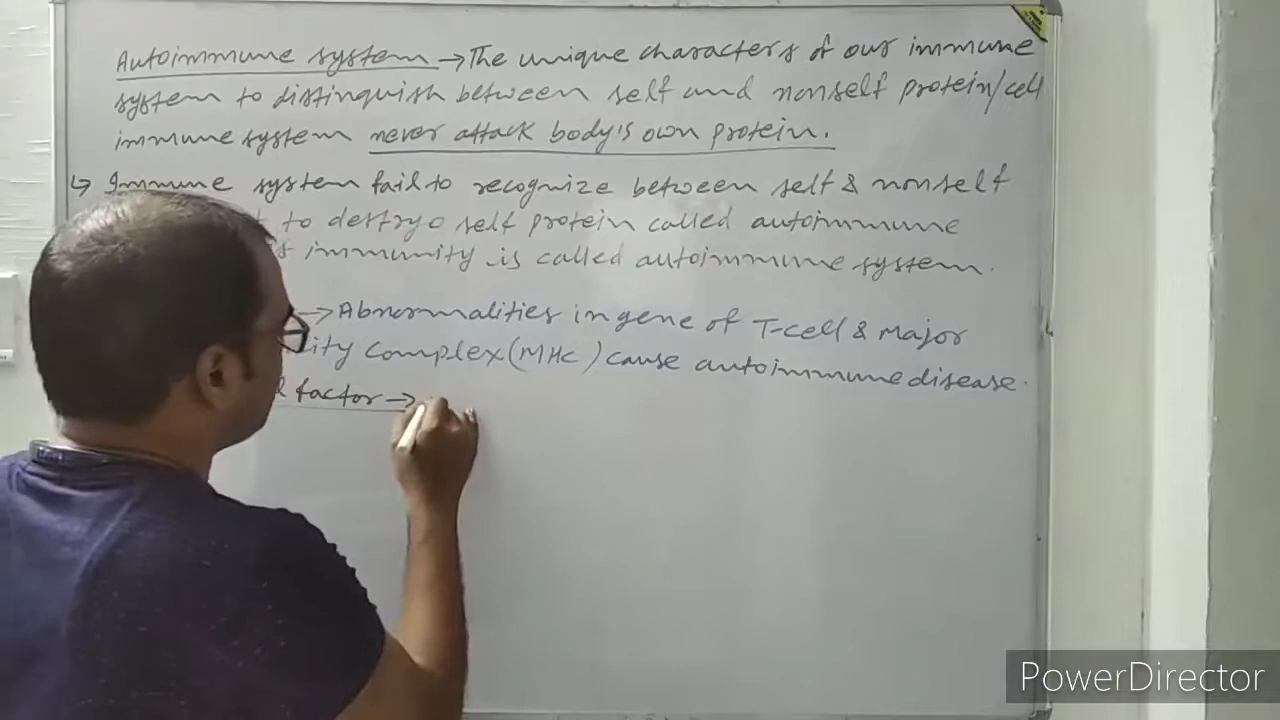 Autoimmune system → The unique characters of our immune
system to distinguish between self and nonself protein/cell
immune system never attack body's own protein.
↳ Immune system fail to recognize between self & nonself
to destryo self protein called autoimmune
immunity is called autoimmune system.
→ Abnormalities in gene of T-cell & Major
Complex (MHC) cause autoimmune disease.
factor →
PowerDirector